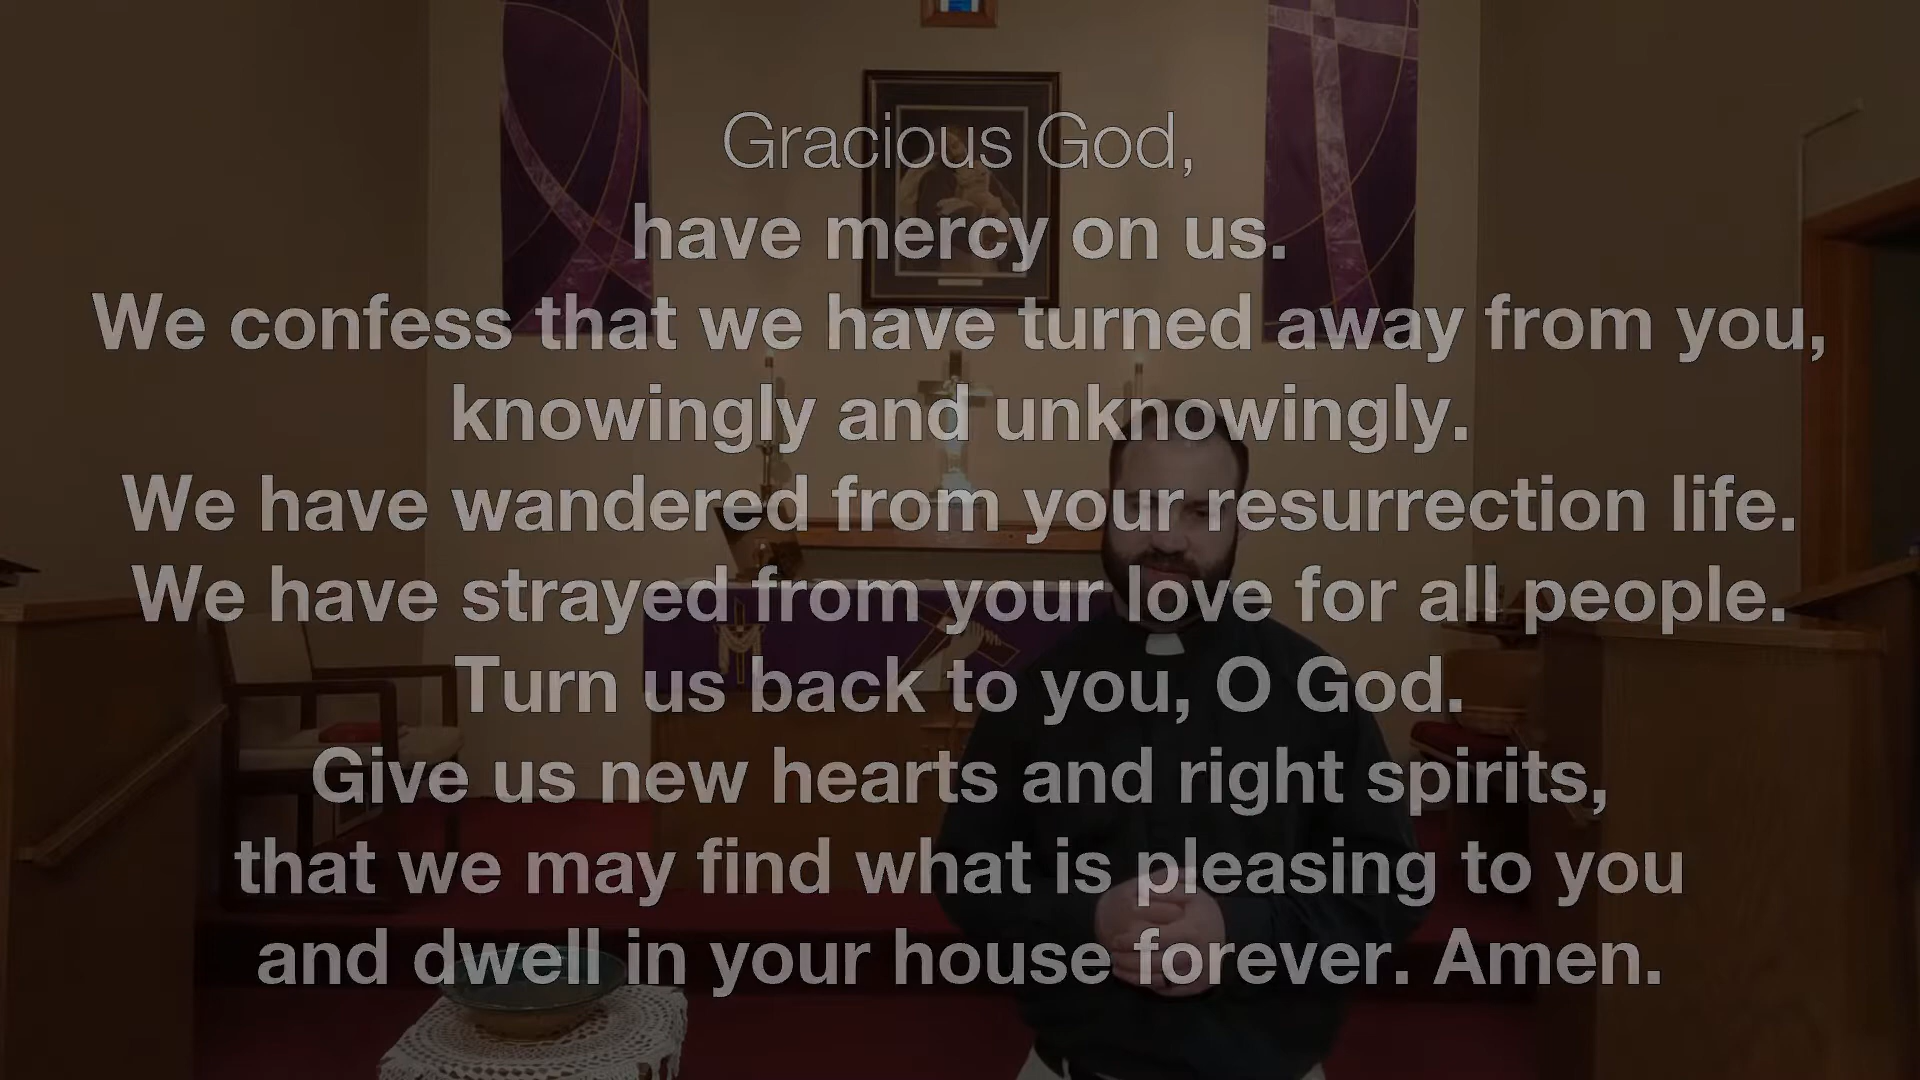 Gracious God,
have mercy on us.
We confess that we have turned away from you,
knowingly and unknowingly.
We have wandered from your resurrection life.
We have strayed from your love for all people.
Turn us back to you, O God.
Give us new hearts and right spirits,
that we may find what is pleasing to you
and dwell in your house forever. Amen.